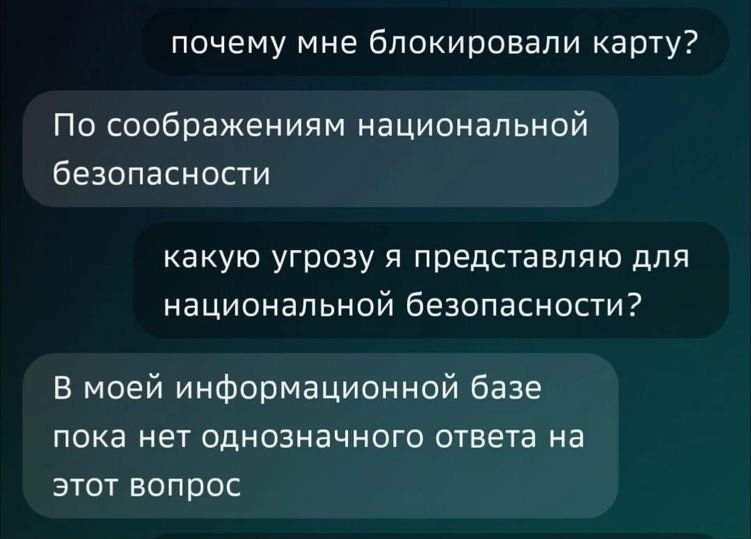 почему мне блокировали карту?
По соображениям национальной
безопасности
какую угрозу я представляю для
национальной безопасности?
В моей информационной базе
пока нет однозначного ответа на
этот вопрос